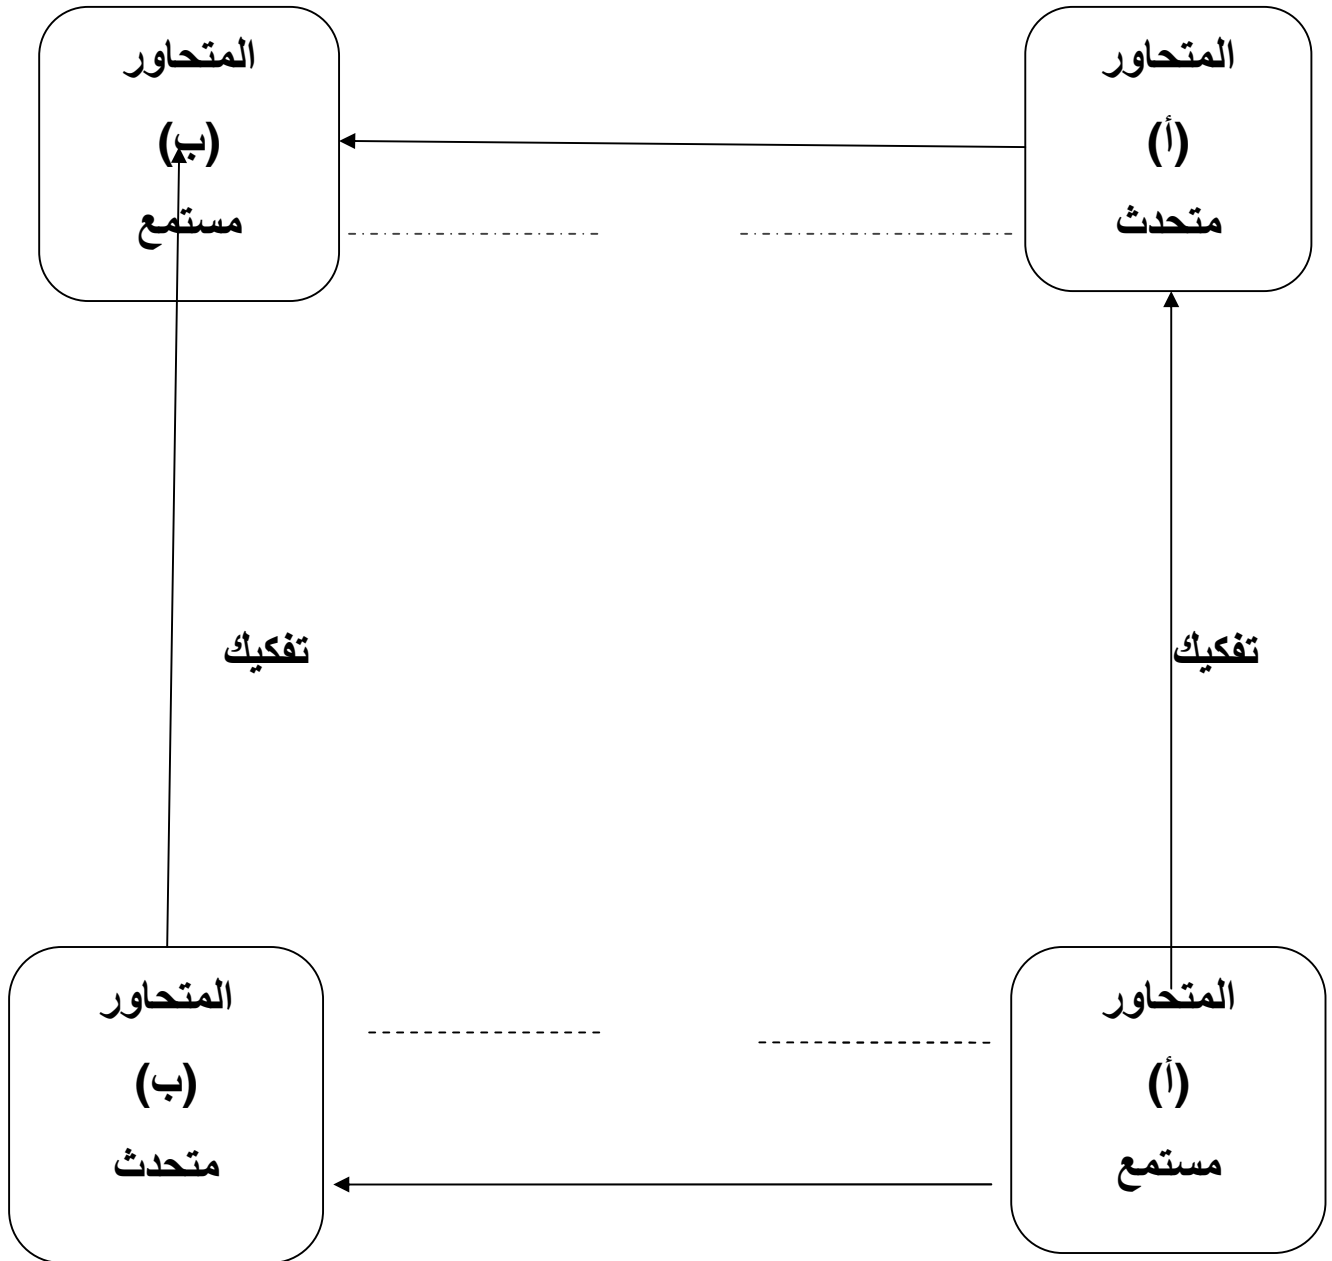 المتحاور
(أ)
متحدث
المتحاور
(ب)
مستمع
تفكيك
تفكيك
المتحاور
(أ)
مستمع
المتحاور
(ب)
متحدث